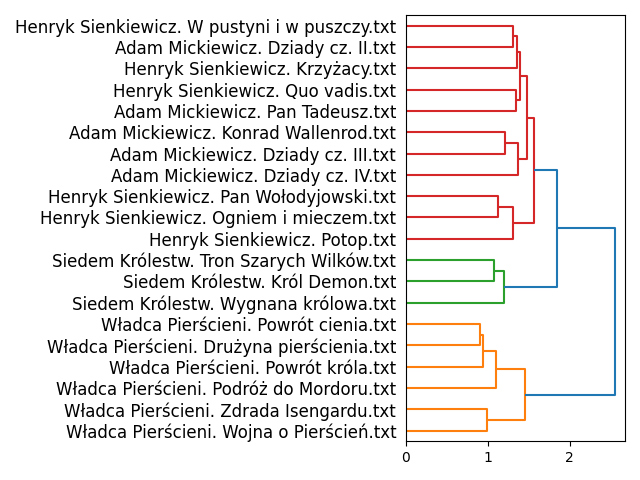 Henryk Sienkiewicz. W pustyni i w puszczy.txt
Adam Mickiewicz. Dziady cz. II.txt
Henryk Sienkiewicz. Krzyżacy.txt
Henryk Sienkiewicz. Quo vadis.txt
Adam Mickiewicz. Pan Tadeusz.txt
Adam Mickiewicz. Konrad Wallenrod.txt
Adam Mickiewicz. Dziady cz. III.txt
Adam Mickiewicz. Dziady cz. IV.txt
Henryk Sienkiewicz. Pan Wołodyjowski.txt
Henryk Sienkiewicz. Ogniem i mieczem.txt
Henryk Sienkiewicz. Potop.txt
Siedem Królestw. Tron Szarych Wilków.txt
Siedem Królestw. Król Demon.txt
Siedem Królestw. Wygnana królowa.txt
Władca Pierścieni. Powrót cienia.txt
Władca Pierścieni. Drużyna pierścienia.txt
Władca Pierścieni. Powrót króla.txt
Władca Pierścieni. Podróż do Mordoru.txt
Władca Pierścieni. Zdrada Isengardu.txt
Władca Pierścieni. Wojna o Pierścień.txt
0 1 2